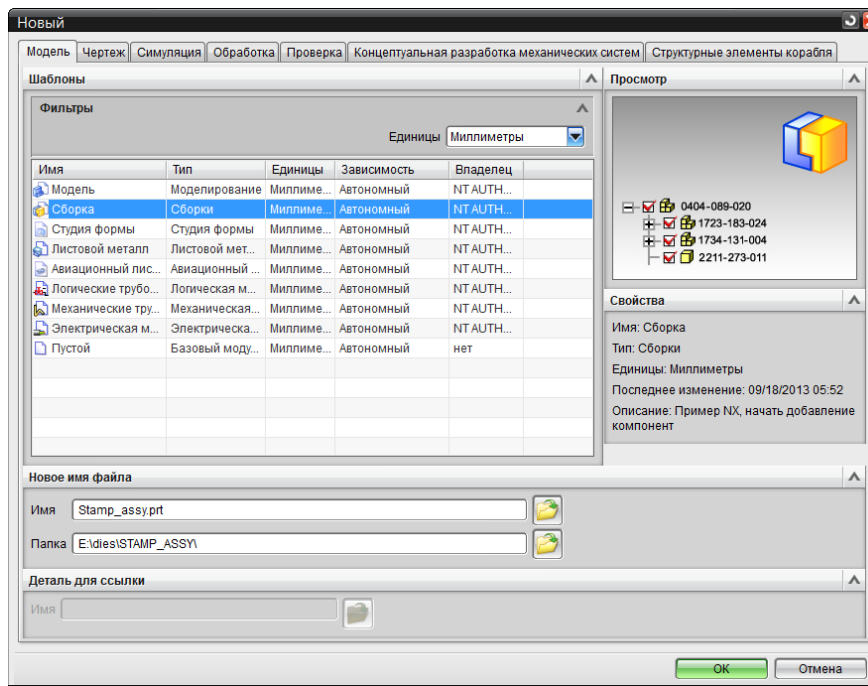 Новый
Модель Чертеж Симуляция Обработка Проверка Концептуальная разработка механических систем Структурные элементы корабля
Шаблоны
Фильтры
Единицы Миллиметры
Имя Тип Единицы Зависимость Владелец
Модель Моделирование Миллиме... Автономный NT AUTH...
Сборка Сборки Миллиме... Автономный NT AUTH...
Студия формы Студия формы Миллиме... Автономный NT AUTH...
Листовой металл Листовой мет... Миллиме... Автономный NT AUTH...
Авиационный лис... Авиационный ... Миллиме... Автономный NT AUTH...
Логические трубо... Логическая м... Миллиме... Автономный NT AUTH...
Механические тру... Механическая... Миллиме... Автономный NT AUTH...
Электрическая м... Электрическа... Миллиме... Автономный NT AUTH...
Пустой Базовый моду... Миллиме... Автономный нет
Просмотр
0404-089-020
1723-183-024
1734-131-004
2211-273-011
Свойства
Имя: Сборка
Тип: Сборки
Единицы: Миллиметры
Последнее изменение: 09/18/2013 05:52
Описание: Пример NX, начать добавление
компонент
Новое имя файла
Имя Stamp_assy.prt
Папка E:\dies\STAMP_ASSY\
Деталь для ссылки
Имя
OK Отмена